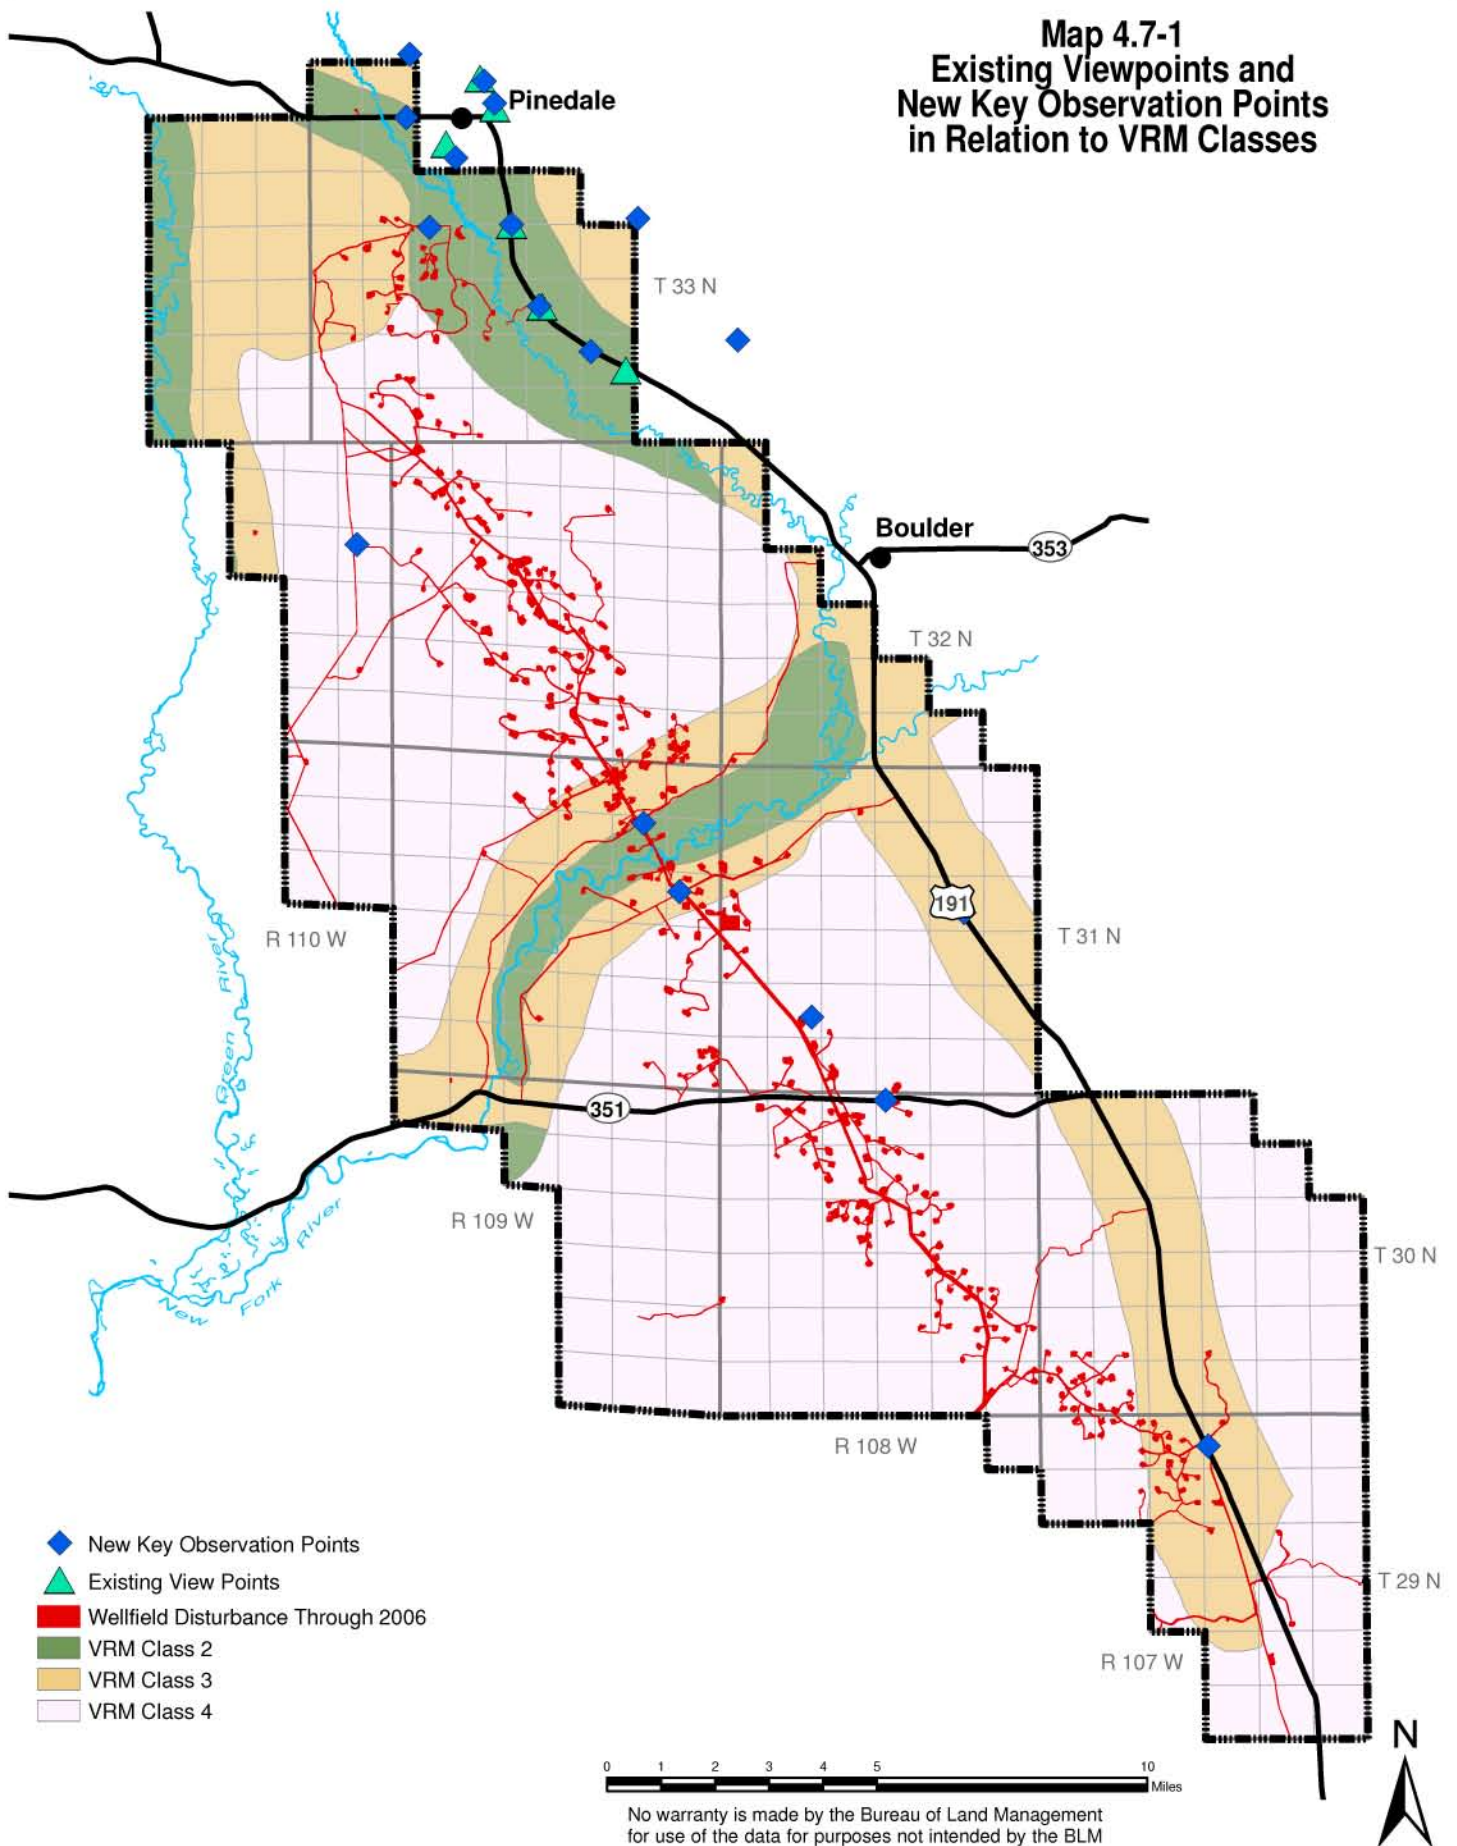 Map 4.7-1
Existing Viewpoints and
New Key Observation Points
in Relation to VRM Classes
Pinedale
T 33 N
Boulder
353
T 32 N
191
R 110 W
T 31 N
Green River
351
R 109 W
New Fork River
T 30 N
R 108 W
New Key Observation Points
Existing View Points
Wellfield Disturbance Through 2006
VRM Class 2
VRM Class 3
VRM Class 4
T 29 N
R 107 W
N
0 1 2 3 4 5 10
Miles
No warranty is made by the Bureau of Land Management
for use of the data for purposes not intended by the BLM